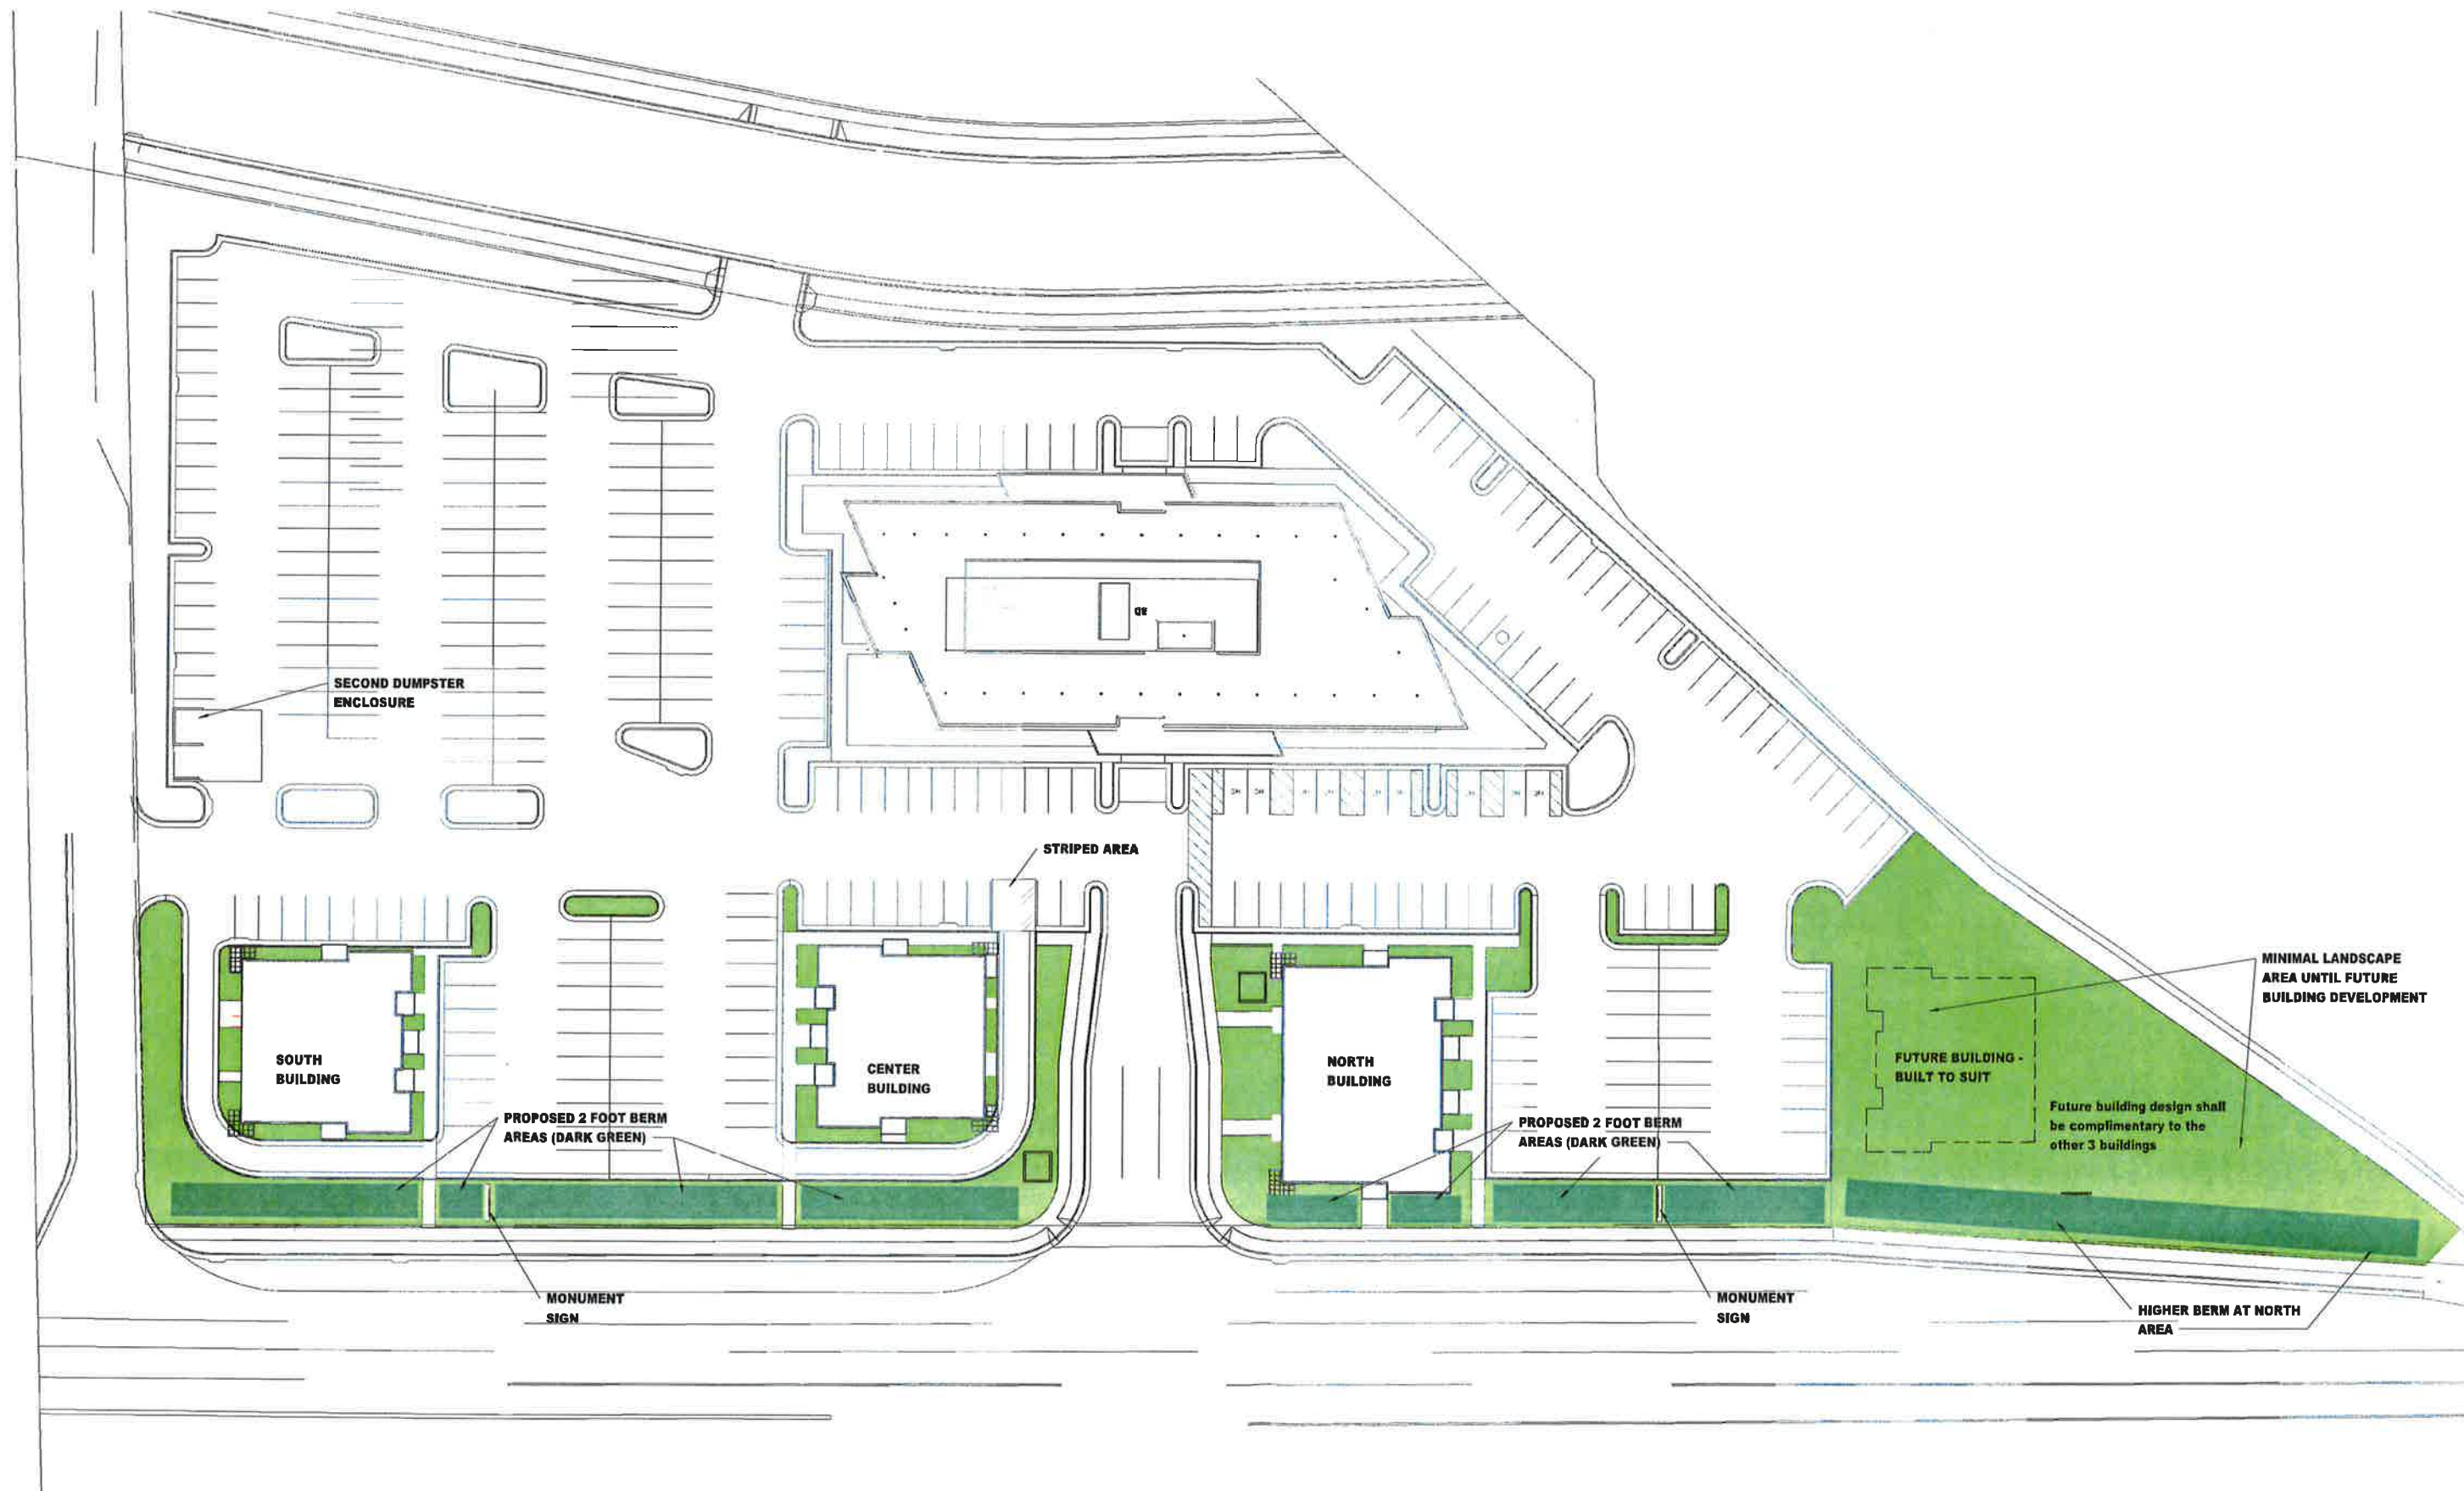 SECOND DUMPSTER
ENCLOSURE
STRIPED AREA
SOUTH
BUILDING
CENTER
BUILDING
NORTH
BUILDING
PROPOSED 2 FOOT BERM
AREAS (DARK GREEN)
PROPOSED 2 FOOT BERM
AREAS (DARK GREEN)
MINIMAL LANDSCAPE
AREA UNTIL FUTURE
BUILDING DEVELOPMENT
FUTURE BUILDING -
BUILT TO SUIT
Future building design shall
be complimentary to the
other 3 buildings
MONUMENT
SIGN
MONUMENT
SIGN
HIGHER BERM AT NORTH
AREA